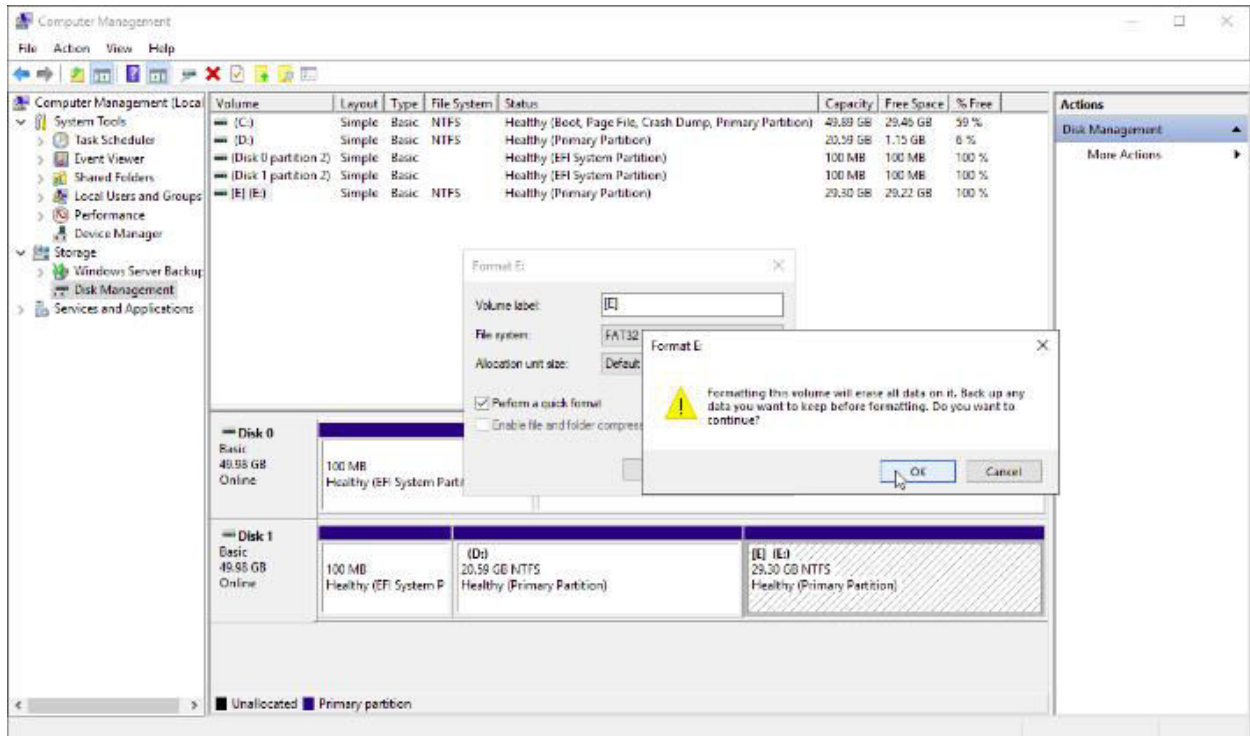 Computer Management
File Action View Help
Computer Management (Local
System Tools
Task Scheduler
Event Viewer
Shared Folders
Local Users and Groups
Performance
Device Manager
Storage
Windows Server Backup
Disk Management
Services and Applications
Volume Layout Type File System Status Capacity Free Space % Free
(C:) Simple Basic NTFS Healthy (Boot, Page File, Crash Dump, Primary Partition) 49.89 GB 29.46 GB 59 %
(D:) Simple Basic NTFS Healthy (Primary Partition) 20.59 GB 1.15 GB 6 %
(Disk 0 partition 2) Simple Basic Healthy (EFI System Partition) 100 MB 100 MB 100 %
(Disk 1 partition 2) Simple Basic Healthy (EFI System Partition) 100 MB 100 MB 100 %
[E] (E:) Simple Basic NTFS Healthy (Primary Partition) 29.30 GB 29.22 GB 100 %
Actions
Disk Management
More Actions
Format E:
Volume label: [E]
File system: FAT32
Allocation unit size: Default
Perform a quick format
Enable file and folder compress
Format E:
Formatting this volume will erase all data on it. Back up any
data you want to keep before formatting. Do you want to
continue?
OK Cancel
Disk 0
Basic
49.98 GB
Online
100 MB
Healthy (EFI System Parti
Disk 1
Basic
49.98 GB
Online
100 MB
Healthy (EFI System P
(D:)
20.59 GB NTFS
Healthy (Primary Partition)
[E] (E:)
29.30 GB NTFS
Healthy (Primary Partition)
Unallocated Primary partition